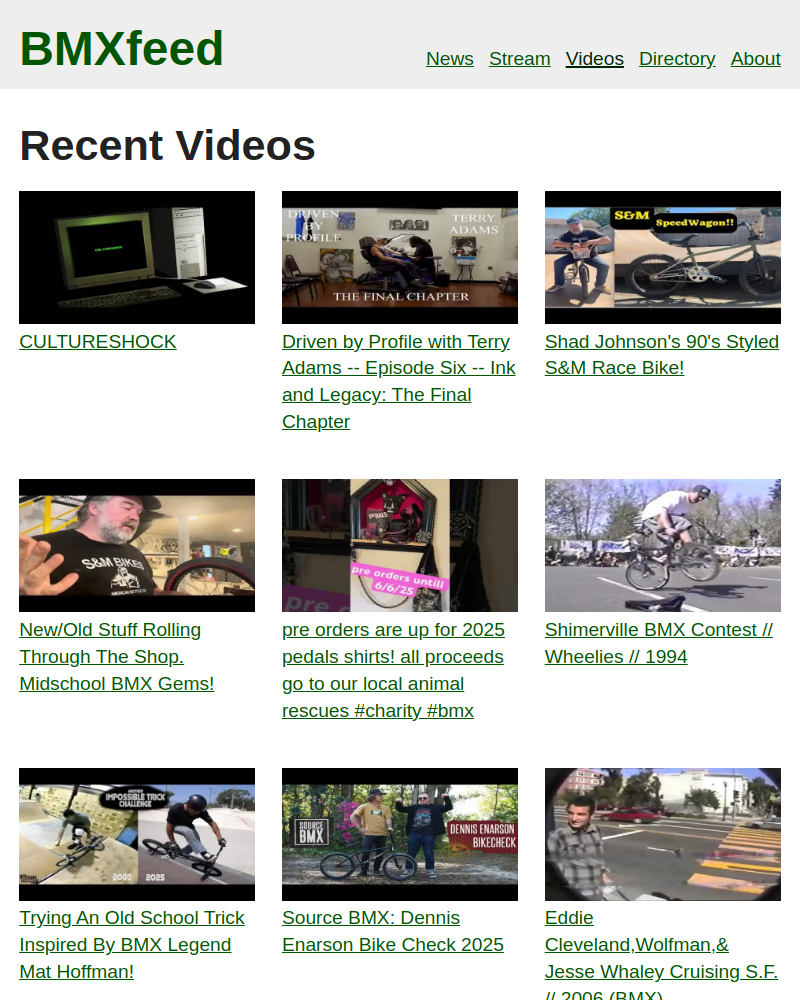 BMXfeed
News Stream Videos Directory About
Recent Videos
DRIVEN
BY
PROFILE
TERRY
ADAMS
THE FINAL CHAPTER
S&M
SpeedWagon!!
CULTURESHOCK
Driven by Profile with Terry
Adams -- Episode Six -- Ink
and Legacy: The Final
Chapter
Shad Johnson's 90's Styled
S&M Race Bike!
S&M BIKES
PEDALS
pre orders untill
6/6/25
pre o
New/Old Stuff Rolling
Through The Shop.
Midschool BMX Gems!
pre orders are up for 2025
pedals shirts! all proceeds
go to our local animal
rescues #charity #bmx
Shimerville BMX Contest //
Wheelies // 1994
ANOTHER
IMPOSSIBLE TRICK
CHALLENGE
2000
2025
SOURCE
BMX
DENNIS ENARSON
BIKECHECK
Trying An Old School Trick
Inspired By BMX Legend
Mat Hoffman!
Source BMX: Dennis
Enarson Bike Check 2025
Eddie
Cleveland,Wolfman,&
Jesse Whaley Cruising S.F.
// 2006 (BMX)